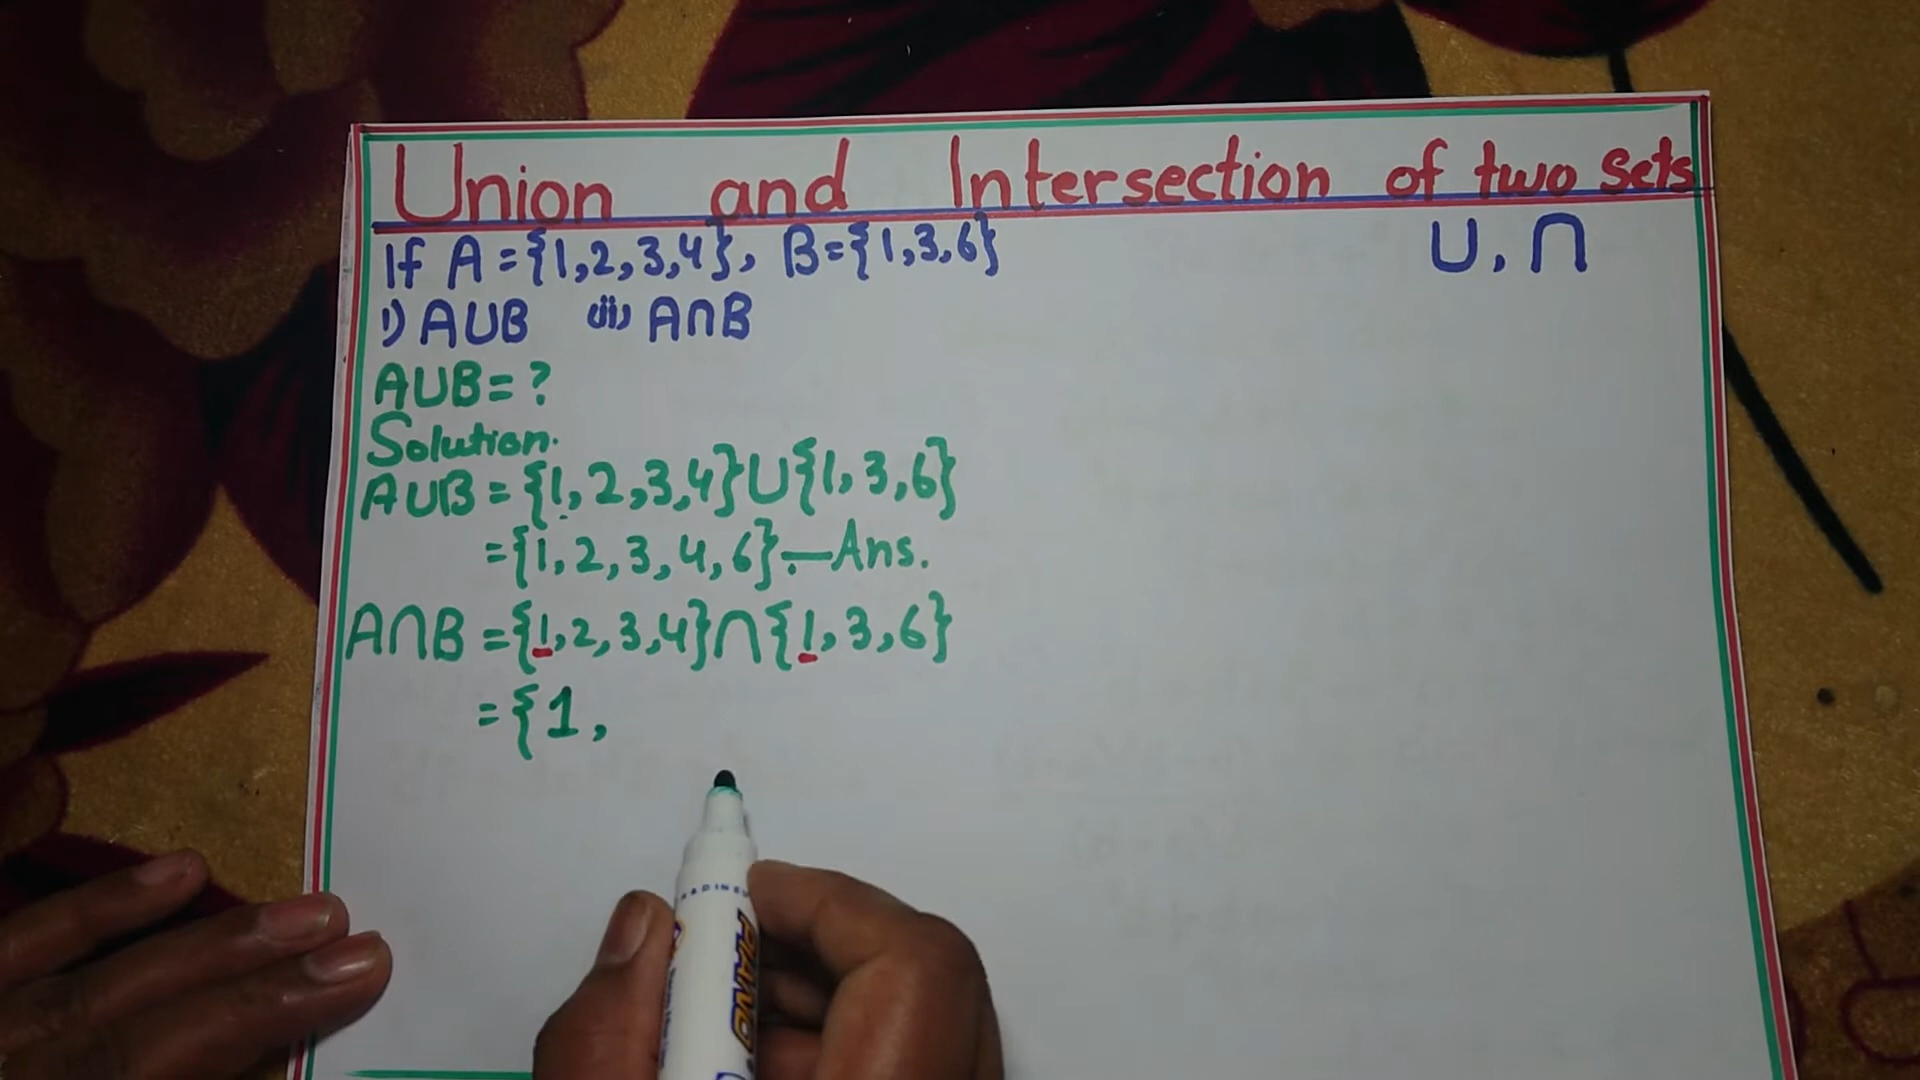 Union and Intersection of two Sets
If A = {1,2,3,4}, B={1,3,6}
U, ∩
i) AUB (ii) A∩B
AUB = ?
Solution.
AUB = {1,2,3,4}U{1,3,6}
={1,2,3,4,6}.—Ans.
A∩B = {1,2,3,4}∩{1,3,6}
= {1,
PIANO